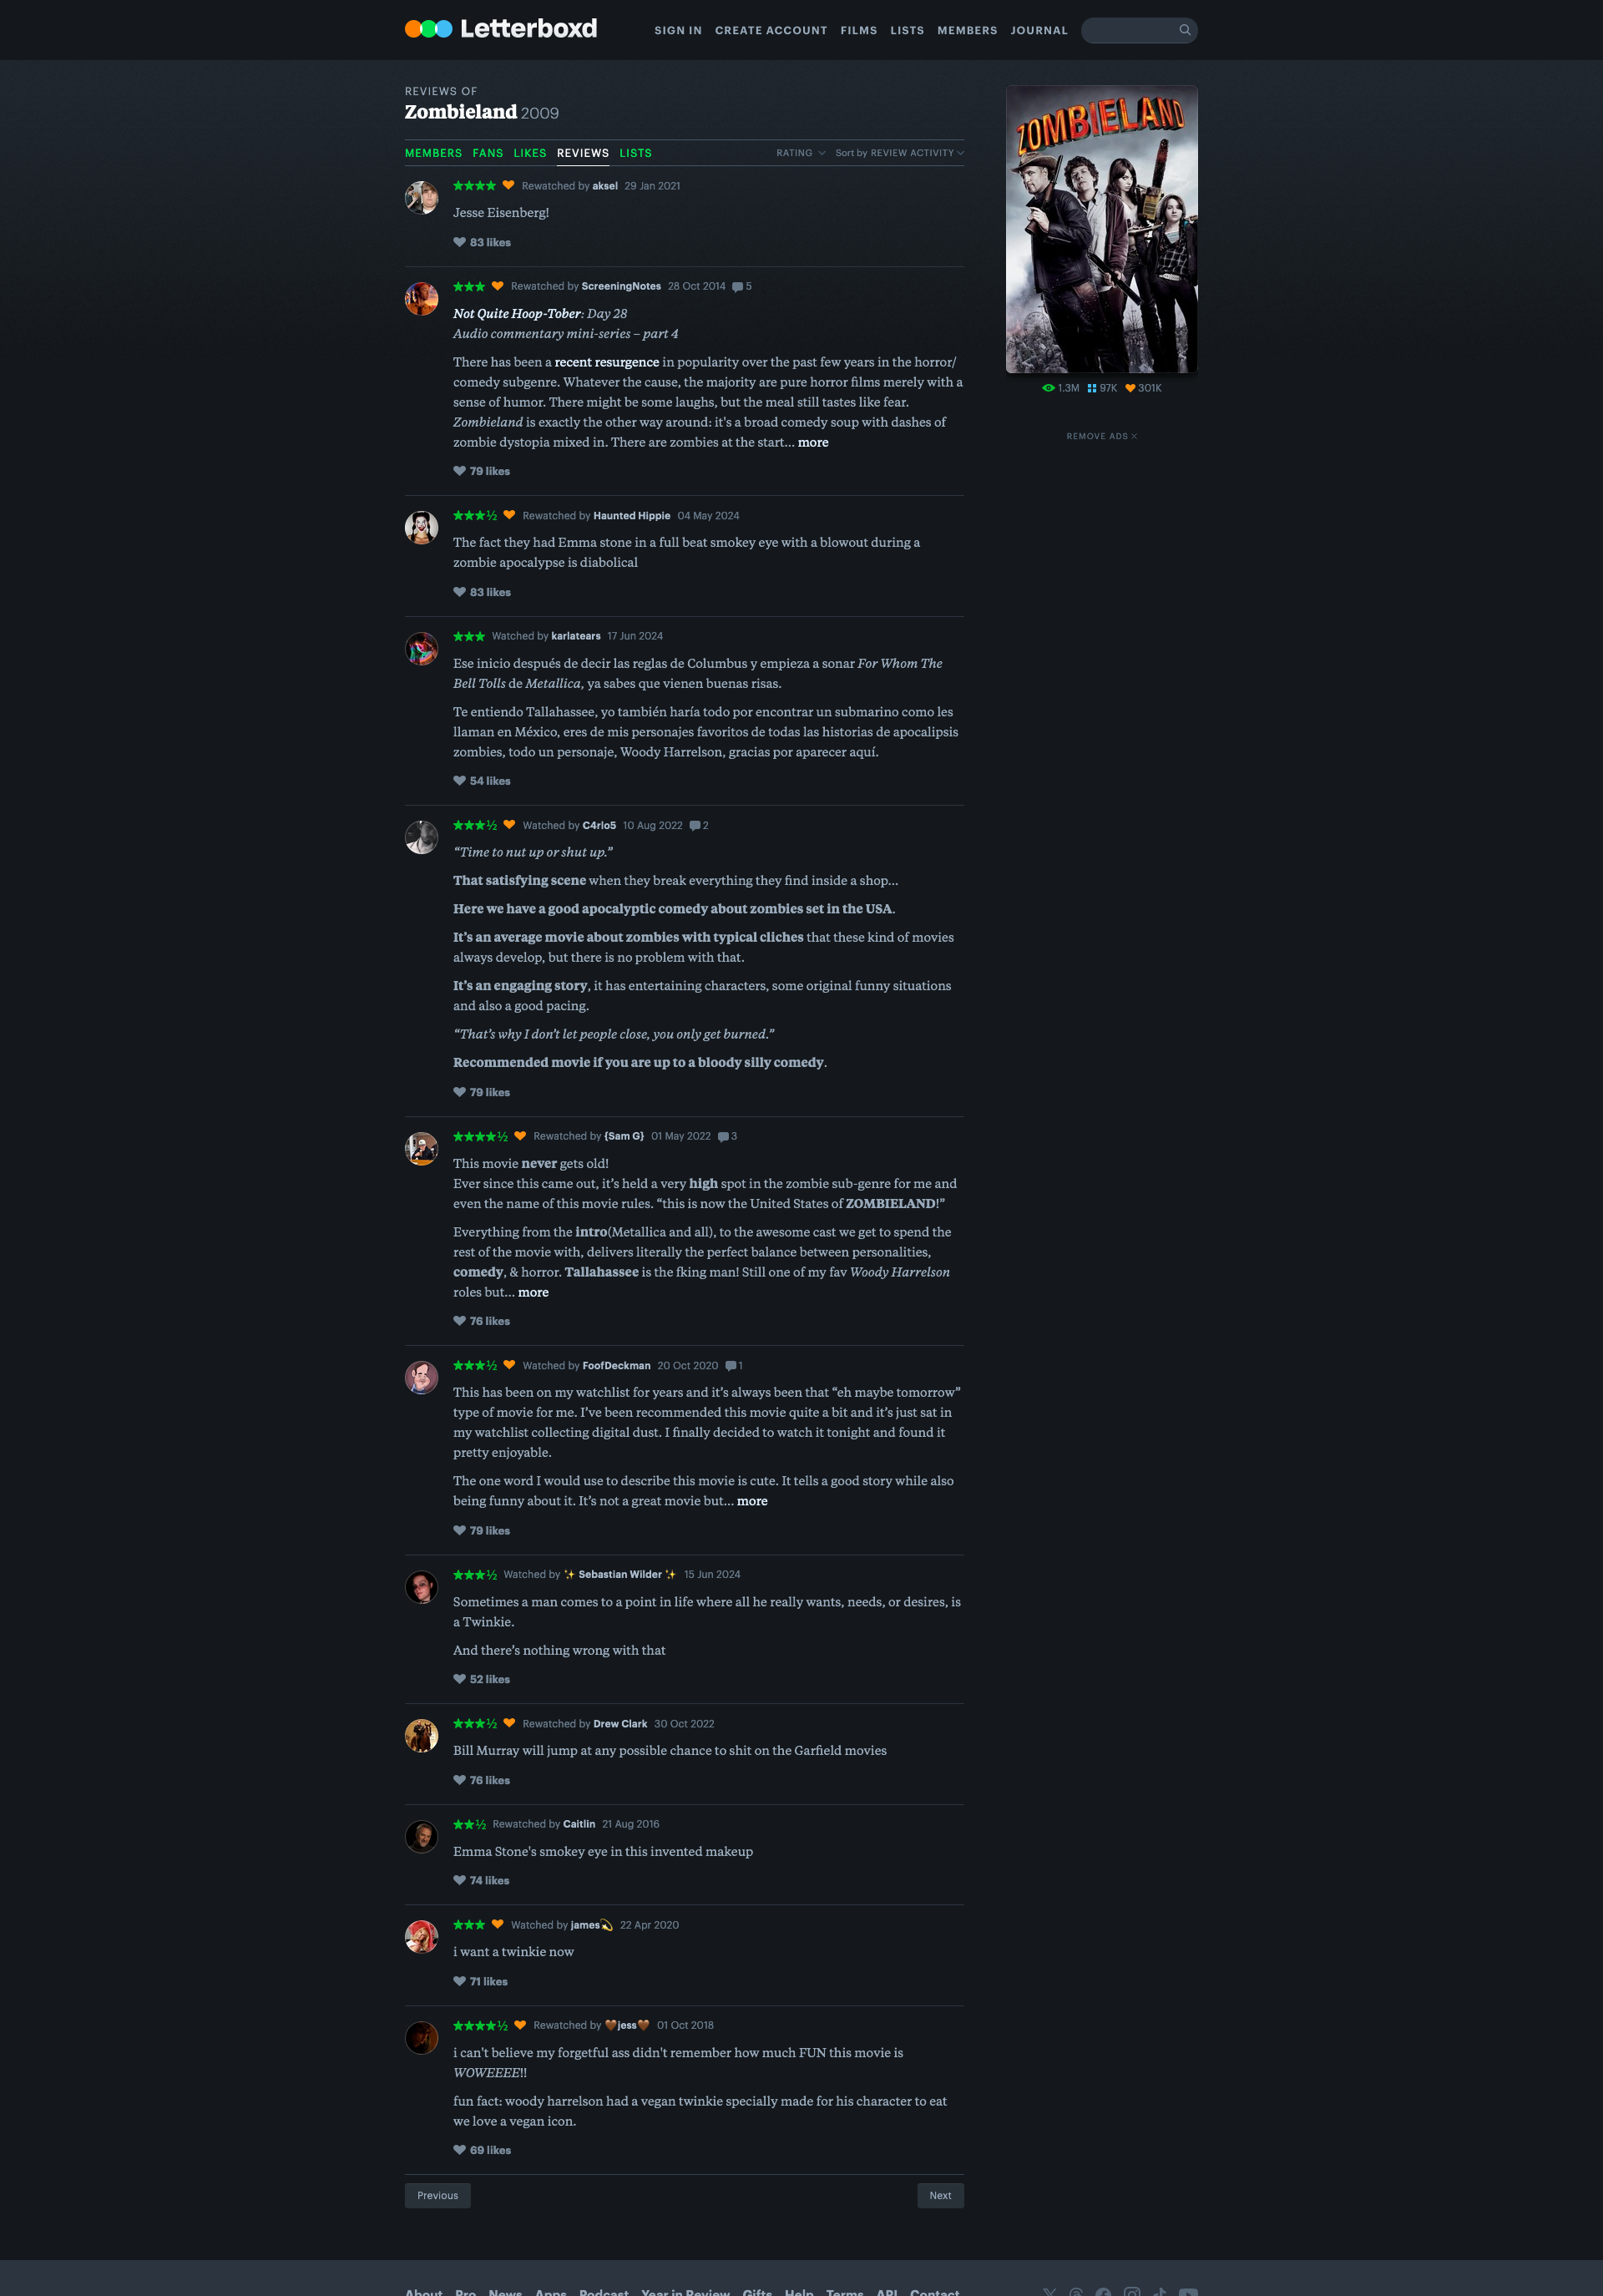 Letterboxd
SIGN IN CREATE ACCOUNT FILMS LISTS MEMBERS JOURNAL
REVIEWS OF
Zombieland 2009
MEMBERS FANS LIKES REVIEWS LISTS RATING Sort by REVIEW ACTIVITY
ZOMBIELAND
1.3M 97K 301K
REMOVE ADS
★★★★ Rewatched by aksel 29 Jan 2021
Jesse Eisenberg!
83 likes
★★★ Rewatched by ScreeningNotes 28 Oct 2014 5
Not Quite Hoop-Tober: Day 28
Audio commentary mini-series – part 4
There has been a recent resurgence in popularity over the past few years in the horror/
comedy subgenre. Whatever the cause, the majority are pure horror films merely with a
sense of humor. There might be some laughs, but the meal still tastes like fear.
Zombieland is exactly the other way around: it's a broad comedy soup with dashes of
zombie dystopia mixed in. There are zombies at the start... more
79 likes
★★★½ Rewatched by Haunted Hippie 04 May 2024
The fact they had Emma stone in a full beat smokey eye with a blowout during a
zombie apocalypse is diabolical
83 likes
★★★ Watched by karlatears 17 Jun 2024
Ese inicio después de decir las reglas de Columbus y empieza a sonar For Whom The
Bell Tolls de Metallica, ya sabes que vienen buenas risas.
Te entiendo Tallahassee, yo también haría todo por encontrar un submarino como les
llaman en México, eres de mis personajes favoritos de todas las historias de apocalipsis
zombies, todo un personaje, Woody Harrelson, gracias por aparecer aquí.
54 likes
★★★½ Watched by C4rlo5 10 Aug 2022 2
“Time to nut up or shut up.”
That satisfying scene when they break everything they find inside a shop...
Here we have a good apocalyptic comedy about zombies set in the USA.
It’s an average movie about zombies with typical cliches that these kind of movies
always develop, but there is no problem with that.
It’s an engaging story, it has entertaining characters, some original funny situations
and also a good pacing.
“That’s why I don’t let people close, you only get burned.”
Recommended movie if you are up to a bloody silly comedy.
79 likes
★★★★½ Rewatched by {Sam G} 01 May 2022 3
This movie never gets old!
Ever since this came out, it’s held a very high spot in the zombie sub-genre for me and
even the name of this movie rules. “this is now the United States of ZOMBIELAND!”
Everything from the intro(Metallica and all), to the awesome cast we get to spend the
rest of the movie with, delivers literally the perfect balance between personalities,
comedy, & horror. Tallahassee is the fking man! Still one of my fav Woody Harrelson
roles but... more
76 likes
★★★½ Watched by FoofDeckman 20 Oct 2020 1
This has been on my watchlist for years and it’s always been that “eh maybe tomorrow”
type of movie for me. I’ve been recommended this movie quite a bit and it’s just sat in
my watchlist collecting digital dust. I finally decided to watch it tonight and found it
pretty enjoyable.
The one word I would use to describe this movie is cute. It tells a good story while also
being funny about it. It’s not a great movie but... more
79 likes
★★★½ Watched by ✨ Sebastian Wilder ✨ 15 Jun 2024
Sometimes a man comes to a point in life where all he really wants, needs, or desires, is
a Twinkie.
And there’s nothing wrong with that
52 likes
★★★½ Rewatched by Drew Clark 30 Oct 2022
Bill Murray will jump at any possible chance to shit on the Garfield movies
76 likes
★★½ Rewatched by Caitlin 21 Aug 2016
Emma Stone's smokey eye in this invented makeup
74 likes
★★★ Watched by james💫 22 Apr 2020
i want a twinkie now
71 likes
★★★★½ Rewatched by 🤎jess🤎 01 Oct 2018
i can't believe my forgetful ass didn't remember how much FUN this movie is
WOWEEEE!!
fun fact: woody harrelson had a vegan twinkie specially made for his character to eat
we love a vegan icon.
69 likes
Previous Next
About Pro News Apps Podcast Year in Review Gifts Help Terms API Contact